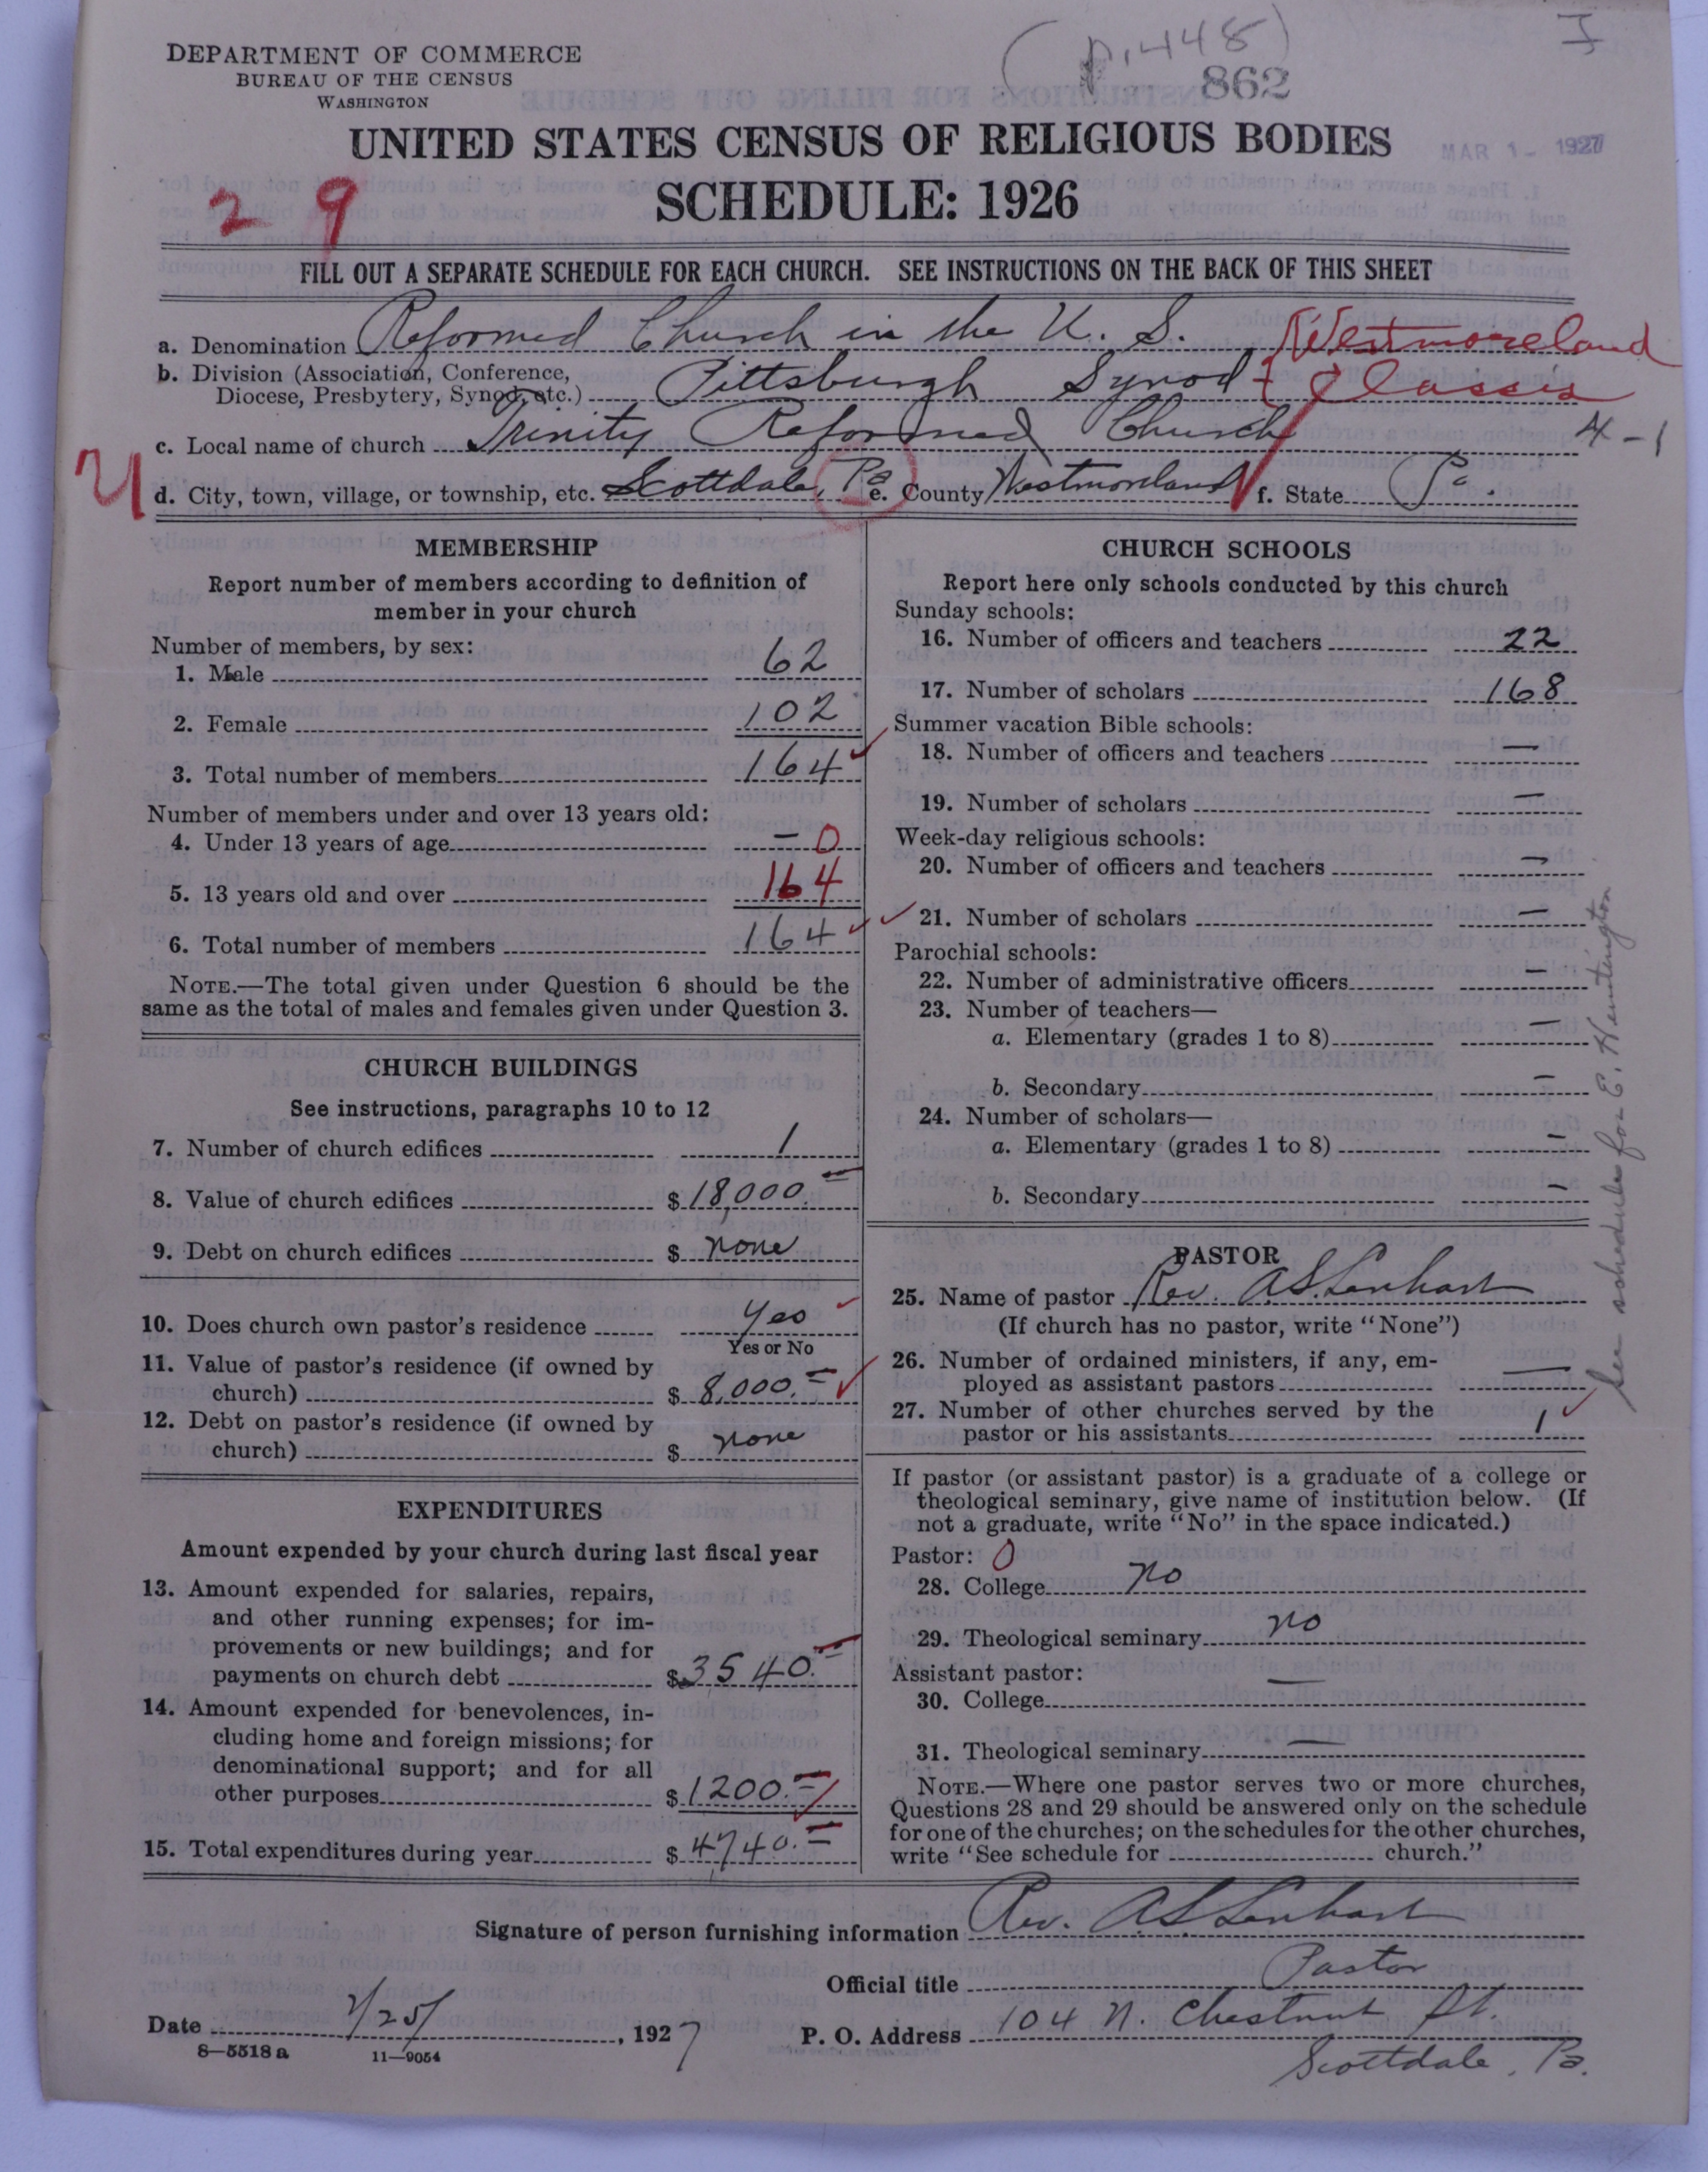 (p. 448)
I
DEPARTMENT OF COMMERCE
BUREAU OF THE CENSUS
WASHINGTON
862
UNITED STATES CENSUS OF RELIGIOUS BODIES
MAR 1 - 1927
SCHEDULE: 1926
2 9
FILL OUT A SEPARATE SCHEDULE FOR EACH CHURCH. SEE INSTRUCTIONS ON THE BACK OF THIS SHEET
a. Denomination Reformed Church in the U. S. Westmoreland
b. Division (Association, Conference,
Diocese, Presbytery, Synod, etc.) Pittsburgh Synod Classis
c. Local name of church Trinity Reformed Church 4-1
d. City, town, village, or township, etc. Scottdale, Pa e. County Westmoreland f. State Pa.
MEMBERSHIP
Report number of members according to definition of
member in your church
Number of members, by sex:
1. Male 62
2. Female 102
3. Total number of members 164
Number of members under and over 13 years old:
4. Under 13 years of age – 0
5. 13 years old and over 164
6. Total number of members 164
NOTE.—The total given under Question 6 should be the
same as the total of males and females given under Question 3.
CHURCH BUILDINGS
See instructions, paragraphs 10 to 12
7. Number of church edifices 1
8. Value of church edifices $ 18,000.=
9. Debt on church edifices $ none
10. Does church own pastor's residence Yes
Yes or No
11. Value of pastor's residence (if owned by
church) $ 8,000.=
12. Debt on pastor's residence (if owned by
church) $ none
EXPENDITURES
Amount expended by your church during last fiscal year
13. Amount expended for salaries, repairs,
and other running expenses; for im-
provements or new buildings; and for
payments on church debt $ 3540.=
14. Amount expended for benevolences, in-
cluding home and foreign missions; for
denominational support; and for all
other purposes $ 1200.=
15. Total expenditures during year $ 4740.=
CHURCH SCHOOLS
Report here only schools conducted by this church
Sunday schools:
16. Number of officers and teachers 22
17. Number of scholars 168
Summer vacation Bible schools:
18. Number of officers and teachers —
19. Number of scholars —
Week-day religious schools:
20. Number of officers and teachers —
21. Number of scholars —
Parochial schools:
22. Number of administrative officers —
23. Number of teachers—
a. Elementary (grades 1 to 8) —
b. Secondary —
24. Number of scholars—
a. Elementary (grades 1 to 8) —
b. Secondary —
PASTOR
25. Name of pastor Rev. A S. Lenhart
(If church has no pastor, write "None")
26. Number of ordained ministers, if any, em-
ployed as assistant pastors —
27. Number of other churches served by the
pastor or his assistants 1
If pastor (or assistant pastor) is a graduate of a college or
theological seminary, give name of institution below. (If
not a graduate, write "No" in the space indicated.)
Pastor: 0
28. College no
29. Theological seminary no
Assistant pastor:
30. College —
31. Theological seminary —
NOTE.—Where one pastor serves two or more churches,
Questions 28 and 29 should be answered only on the schedule
for one of the churches; on the schedules for the other churches,
write "See schedule for church."
See schedule for E. Huntington
Signature of person furnishing information Rev. A S Lenhart
Official title Pastor
Date 2/25/, 1927
P. O. Address 104 N. Chestnut St.
Scottdale, Pa.
8—5518 a 11—9054